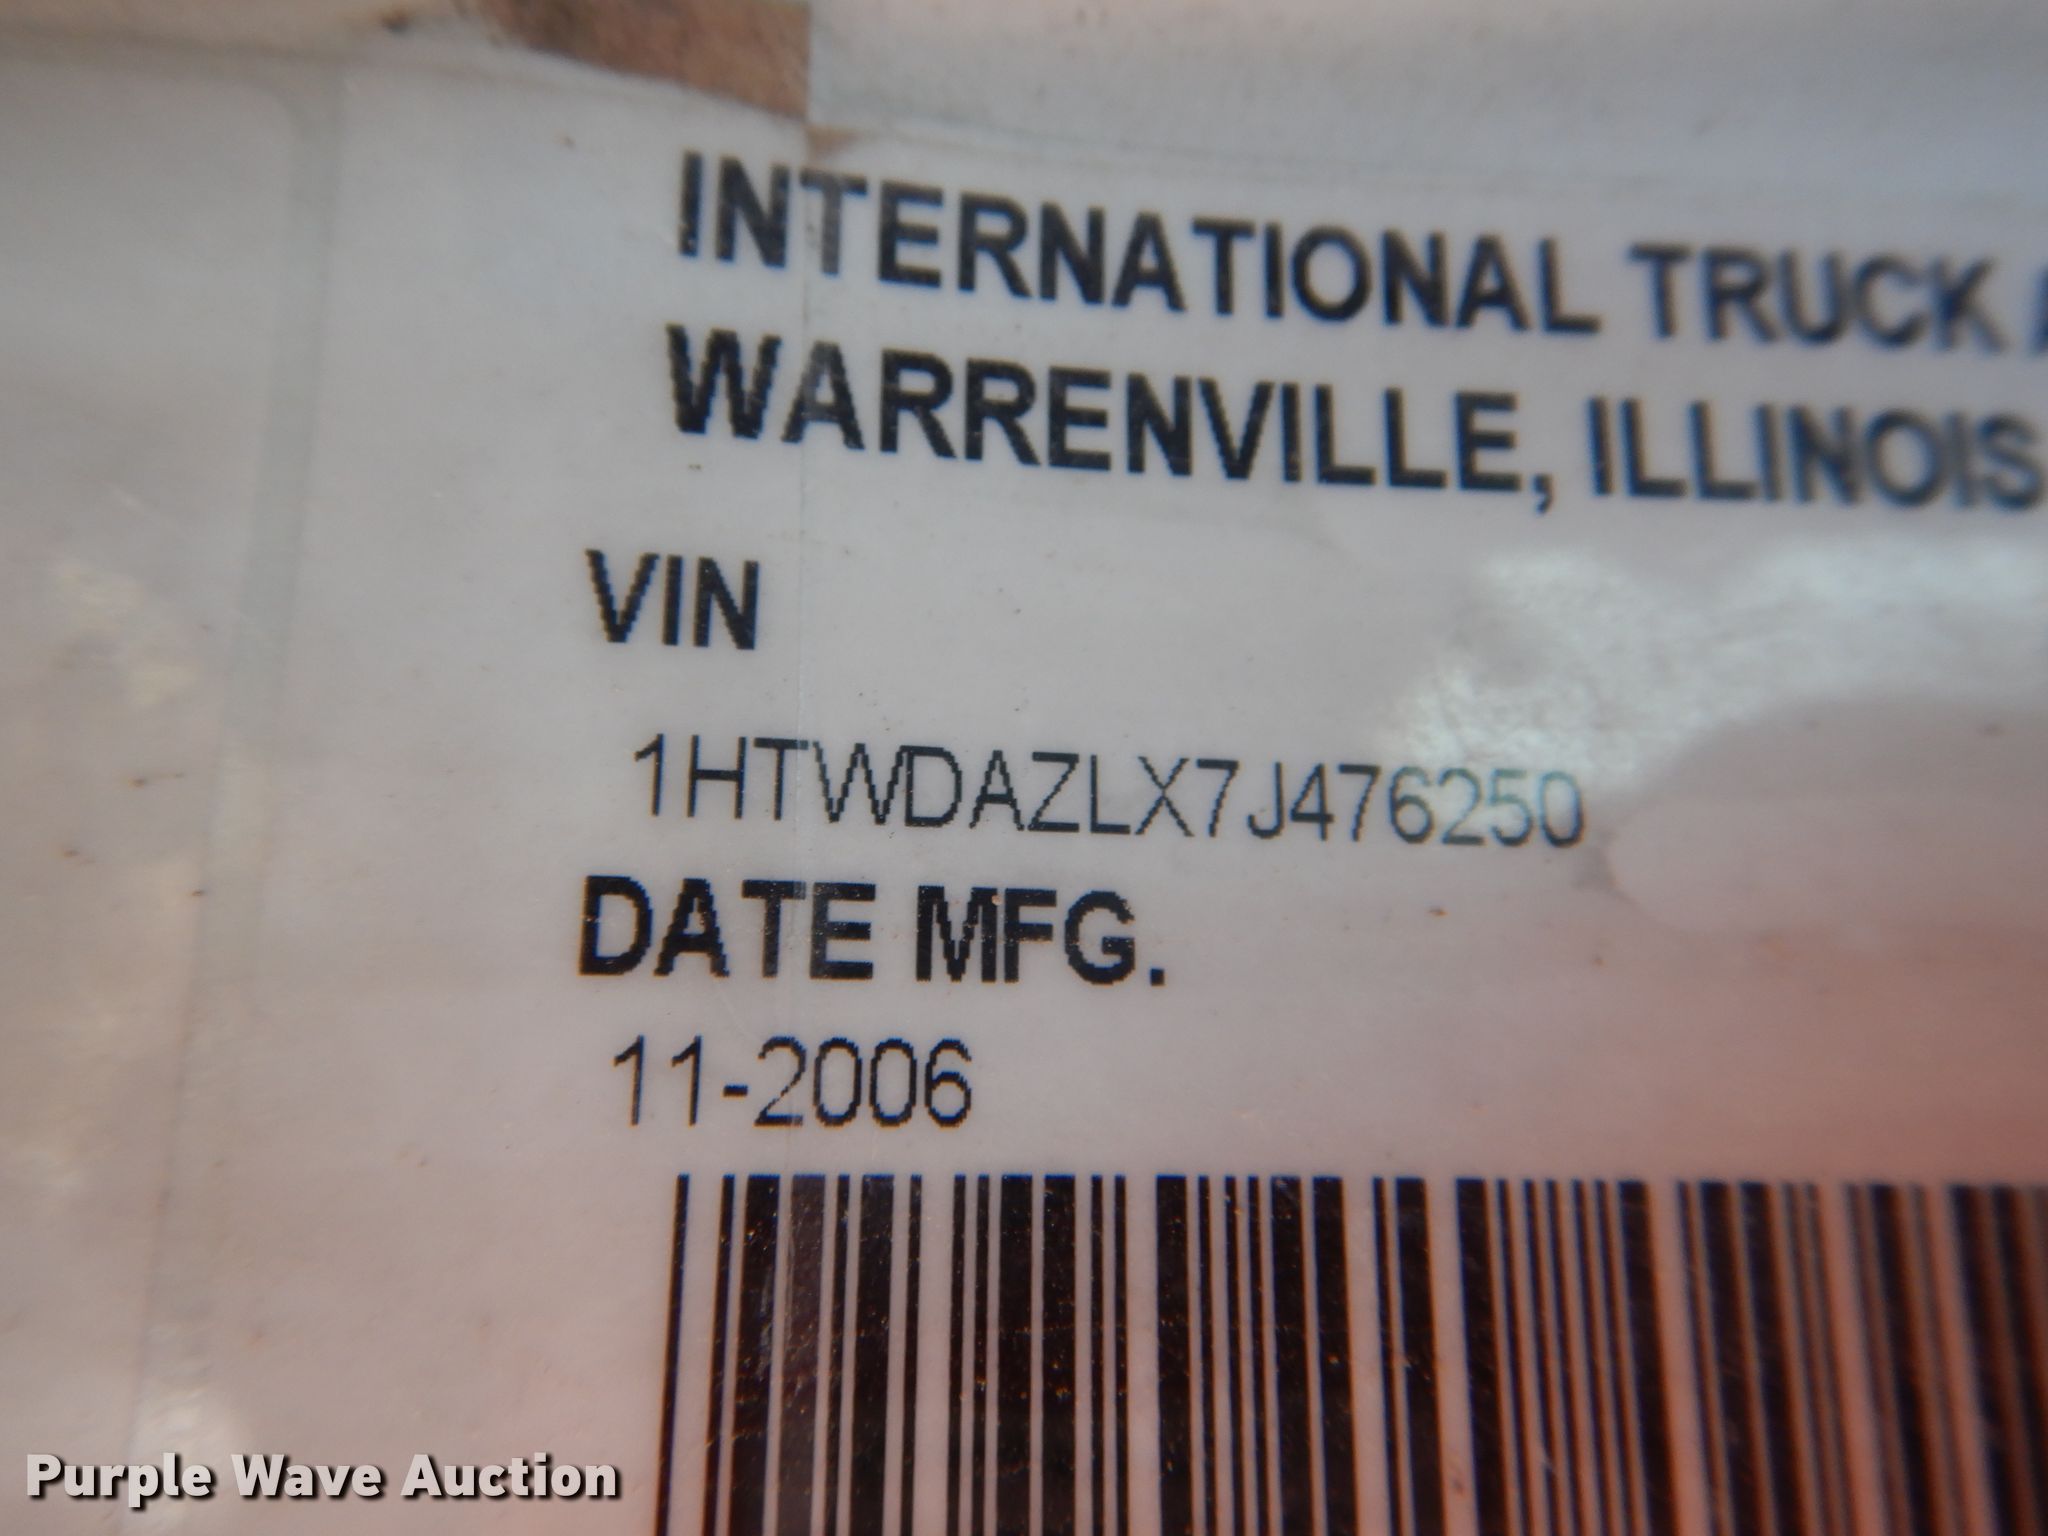 INTERNATIONAL TRUCK
WARRENVILLE, ILLINOIS
VIN
1HTWDAZLX7J476250
DATE MFG.
11-2006
Purple Wave Auction